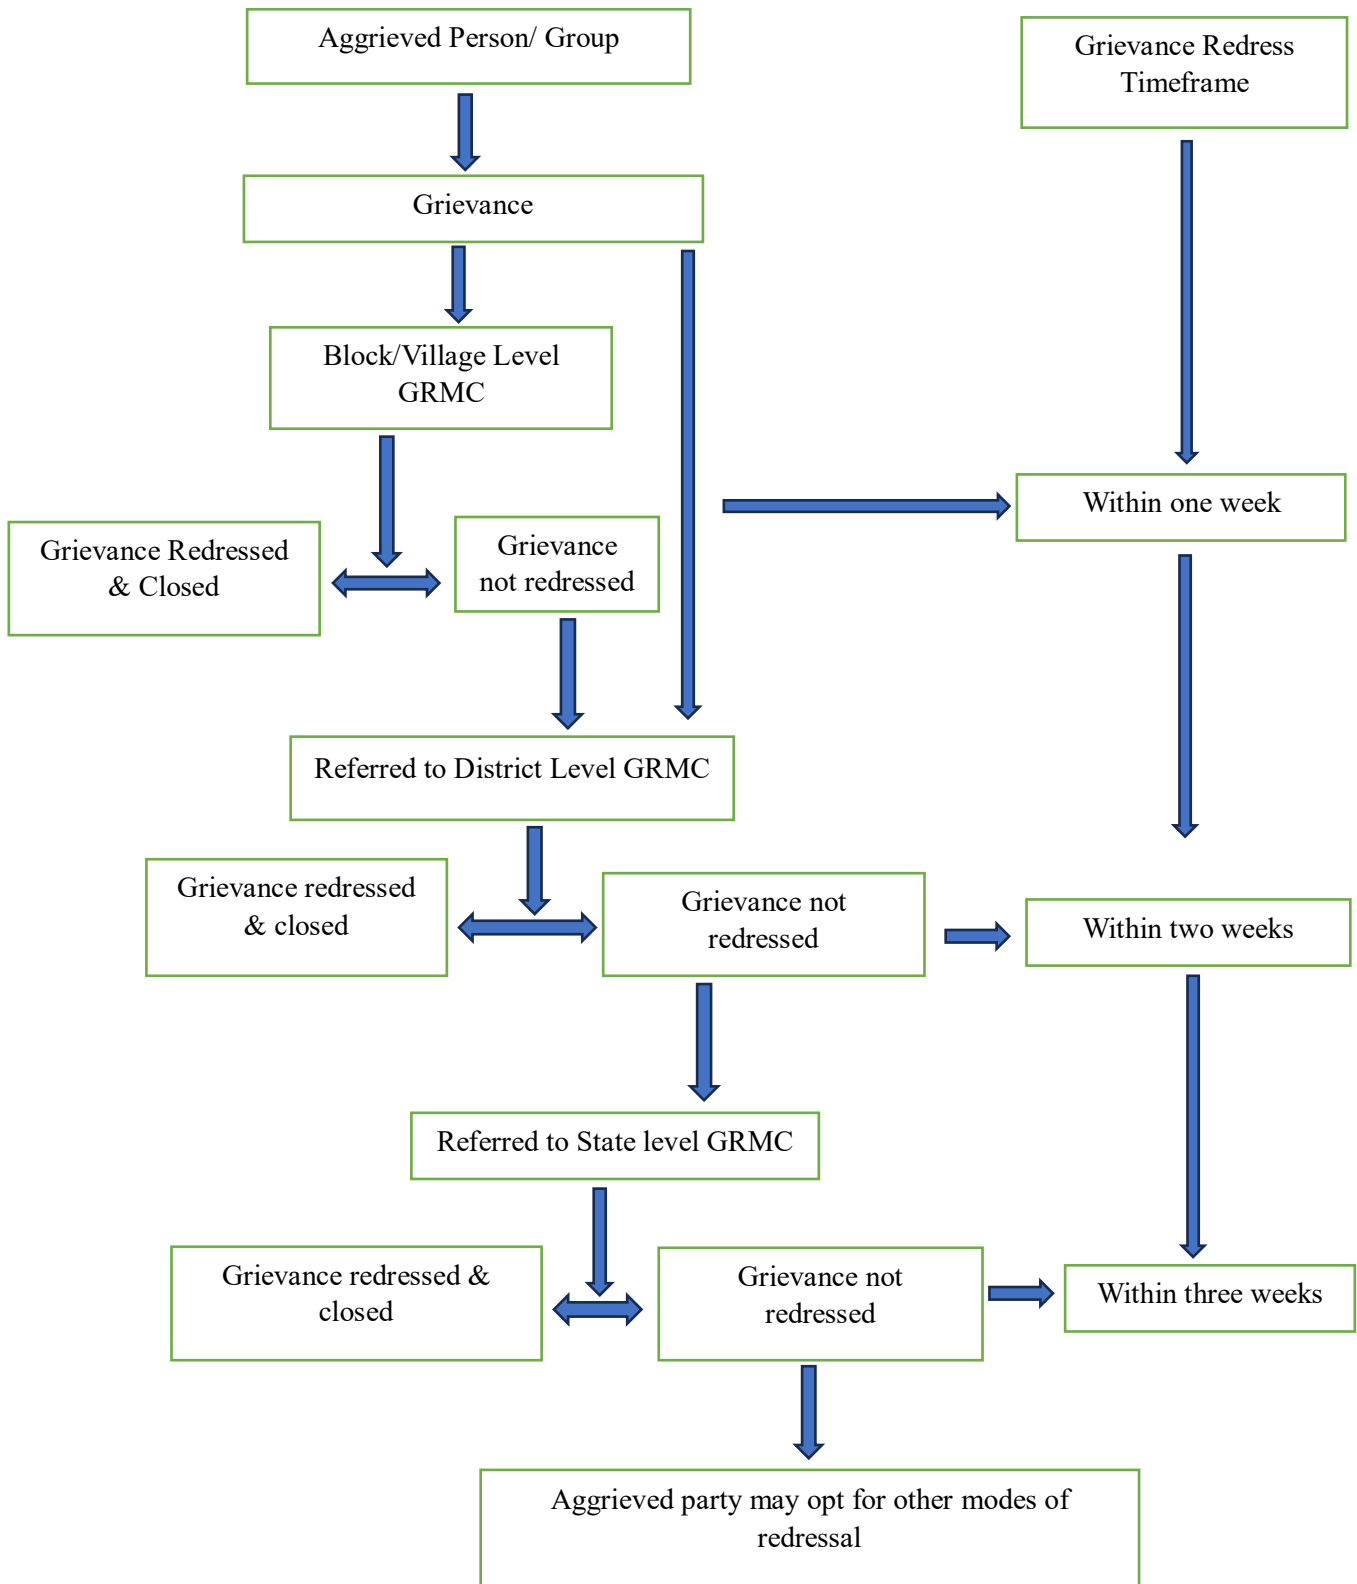 Aggrieved Person/ Group
Grievance Redress
Timeframe
Grievance
Block/Village Level
GRMC
Within one week
Grievance Redressed
& Closed
Grievance
not redressed
Referred to District Level GRMC
Grievance redressed
& closed
Grievance not
redressed
Within two weeks
Referred to State level GRMC
Grievance redressed &
closed
Grievance not
redressed
Within three weeks
Aggrieved party may opt for other modes of
redressal